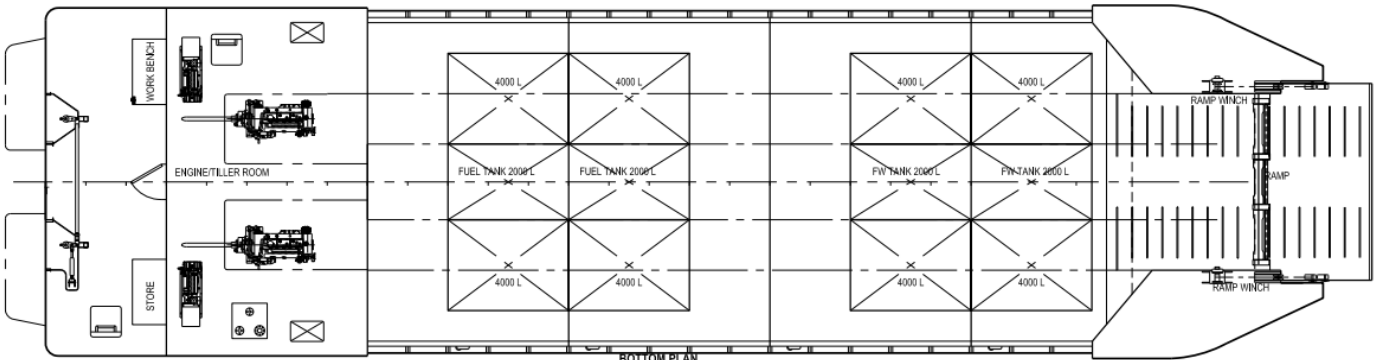 4000 L
4000 L
4000 L
4000 L
WORK BENCH
RAMP WINCH
ENGINE/TILLER ROOM
FUEL TANK 2000 L
FUEL TANK 2000 L
FW TANK 2000 L
FW TANK 2000 L
RAMP
STORE
4000 L
4000 L
4000 L
4000 L
RAMP WINCH
BOTTOM PLAN